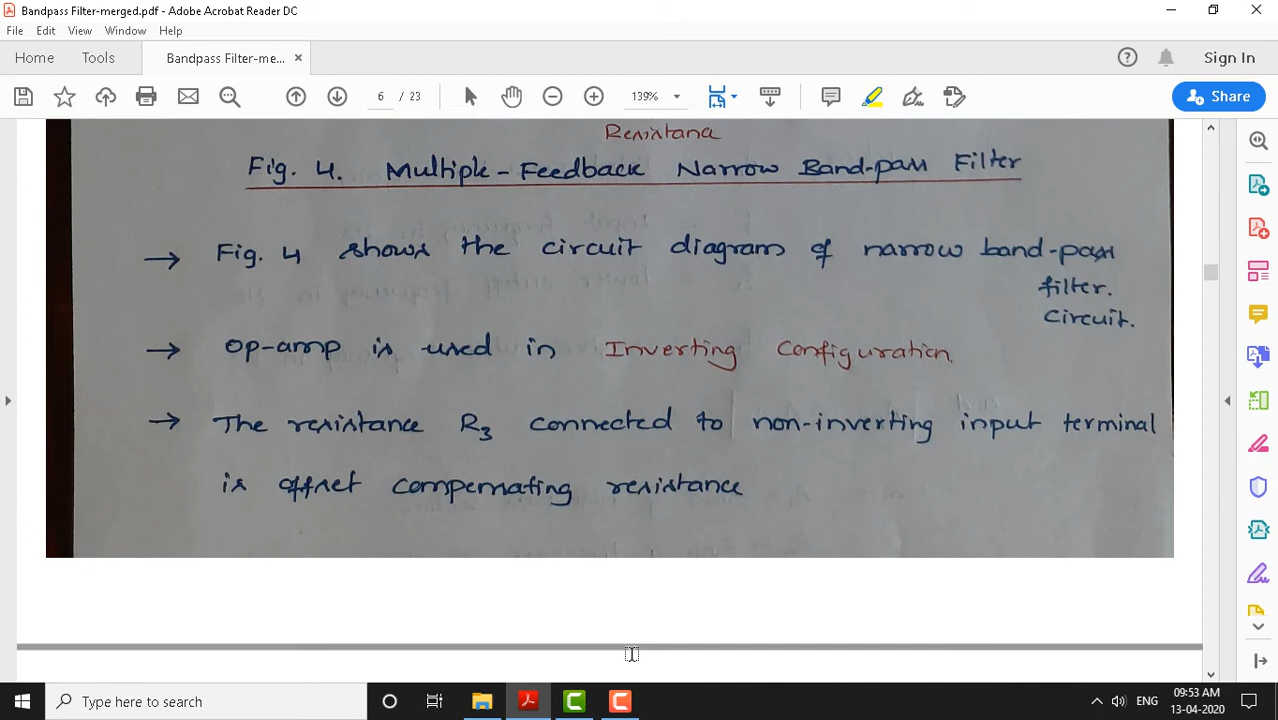 Bandpass Filter-merged.pdf - Adobe Acrobat Reader DC
File Edit View Window Help
Home Tools Bandpass Filter-me... ×
Sign In
6 / 23
139%
Share
Resistance
Fig. 4. Multiple-Feedback Narrow Band-pass Filter
→ Fig. 4 shows the circuit diagram of narrow band-pass
filter.
circuit.
→ Op-amp is used in Inverting Configuration.
→ The resistance R3 connected to non-inverting input terminal
is offset compensating resistance
Type here to search
ENG
09:53 AM
13-04-2020